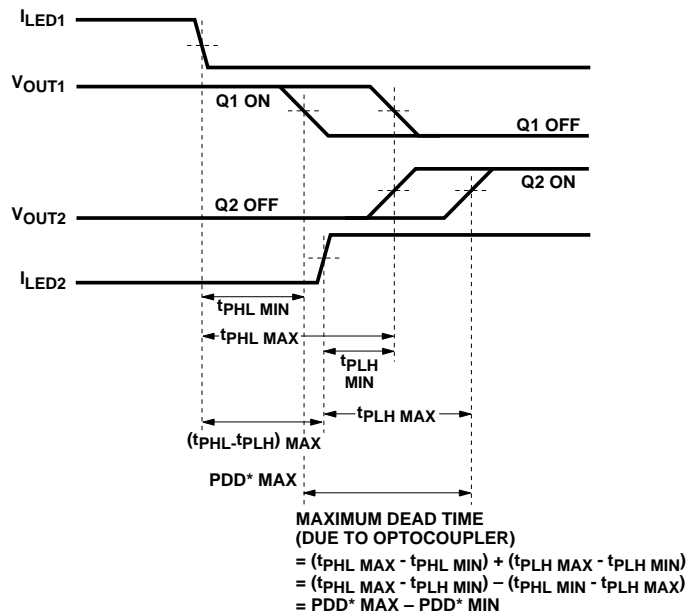 ILED1
VOUT1
Q1 ON
Q1 OFF
Q2 ON
Q2 OFF
VOUT2
ILED2
tPHL MIN
tPHL MAX
tPLH
MIN
tPLH MAX
(tPHL-tPLH) MAX
PDD* MAX
MAXIMUM DEAD TIME
(DUE TO OPTOCOUPLER)
= (tPHL MAX - tPHL MIN) + (tPLH MAX - tPLH MIN)
= (tPHL MAX - tPLH MIN) – (tPHL MIN - tPLH MAX)
= PDD* MAX – PDD* MIN